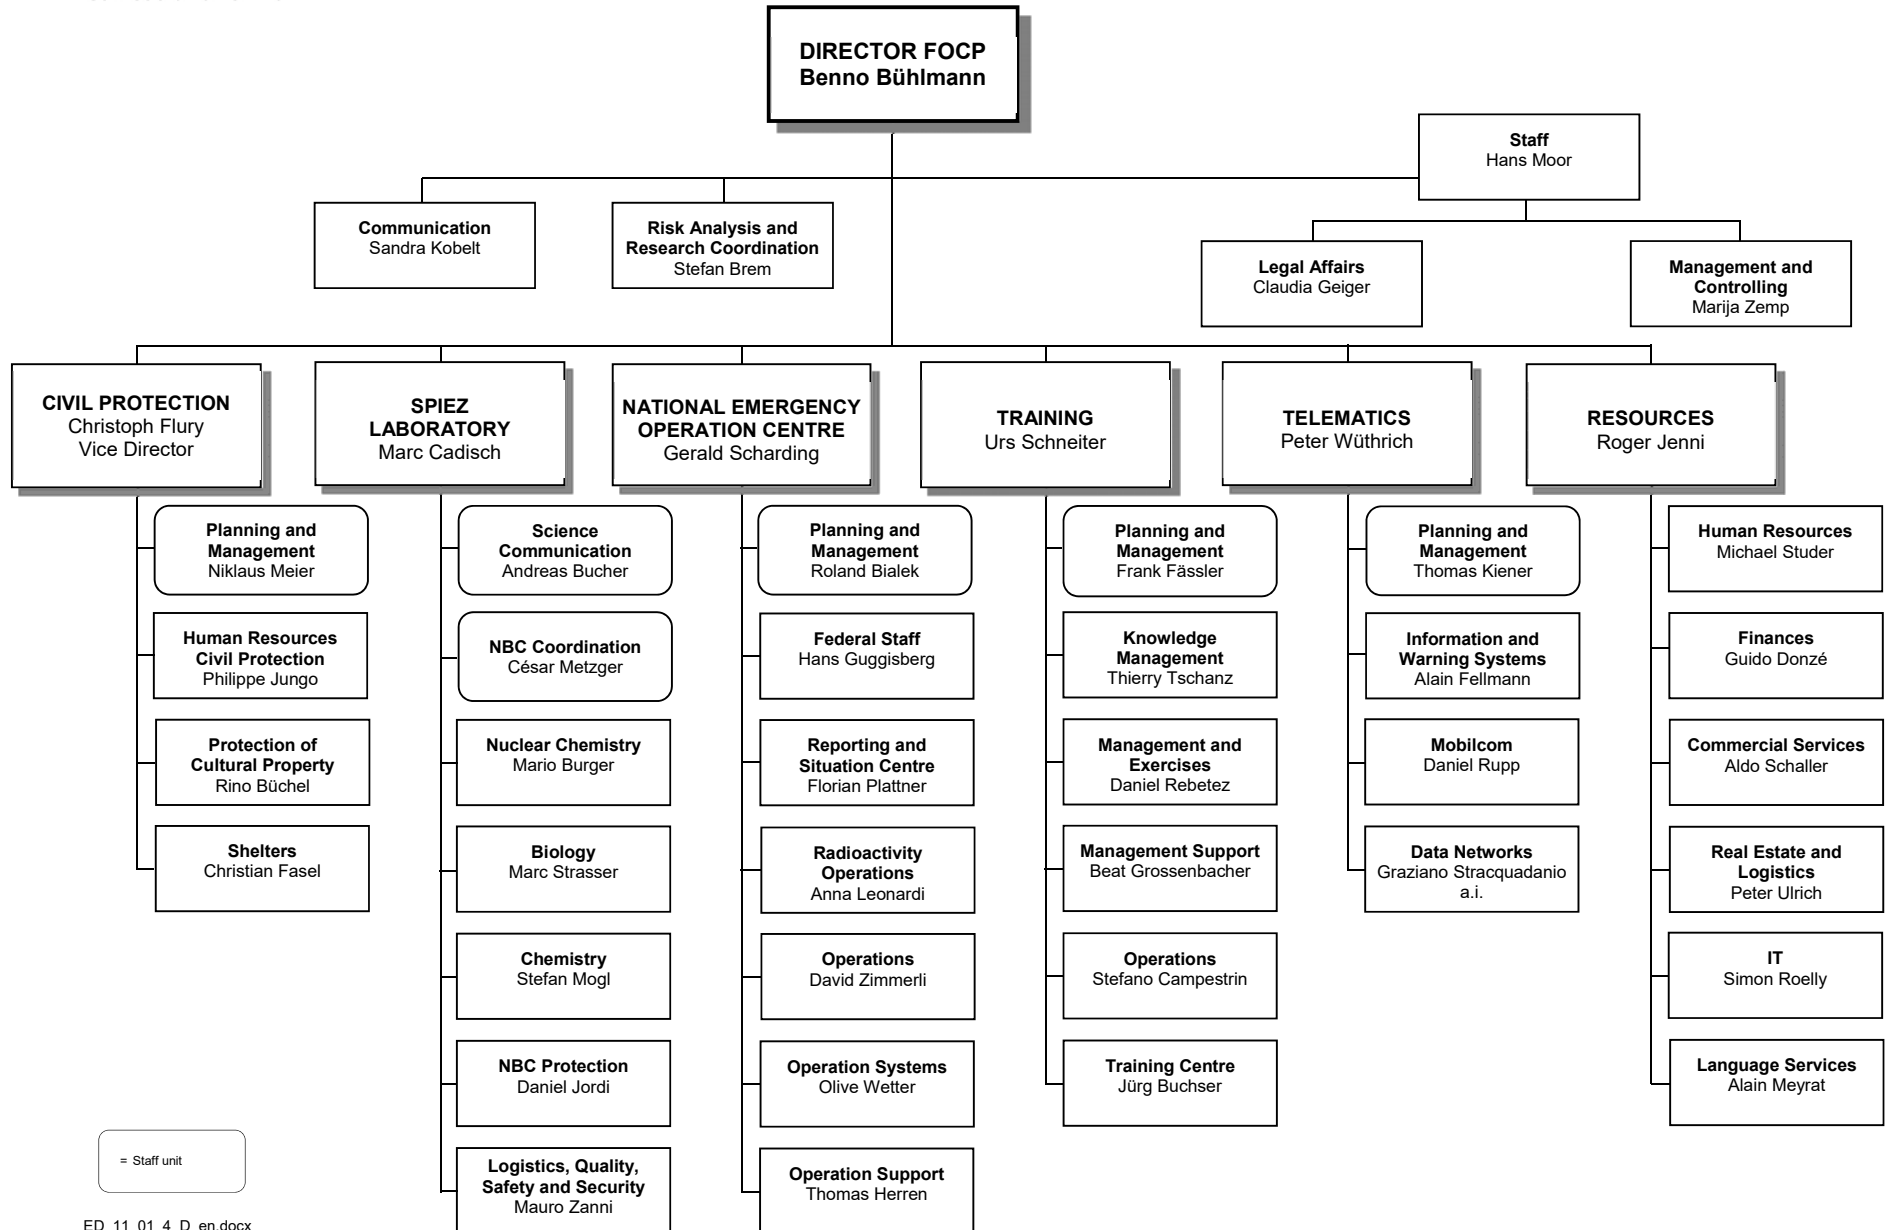 DIRECTOR FOCP
Benno Bühlmann
Staff
Hans Moor
Communication
Sandra Kobelt
Risk Analysis and
Research Coordination
Stefan Brem
Legal Affairs
Claudia Geiger
Management and
Controlling
Marija Zemp
CIVIL PROTECTION
Christoph Flury
Vice Director
SPIEZ
LABORATORY
Marc Cadisch
NATIONAL EMERGENCY
OPERATION CENTRE
Gerald Scharding
TRAINING
Urs Schneiter
TELEMATICS
Peter Wüthrich
RESOURCES
Roger Jenni
Planning and
Management
Niklaus Meier
Human Resources
Civil Protection
Philippe Jungo
Protection of
Cultural Property
Rino Büchel
Shelters
Christian Fasel
Science
Communication
Andreas Bucher
NBC Coordination
César Metzger
Nuclear Chemistry
Mario Burger
Biology
Marc Strasser
Chemistry
Stefan Mogl
NBC Protection
Daniel Jordi
Logistics, Quality,
Safety and Security
Mauro Zanni
Planning and
Management
Roland Bialek
Federal Staff
Hans Guggisberg
Reporting and
Situation Centre
Florian Plattner
Radioactivity
Operations
Anna Leonardi
Operations
David Zimmerli
Operation Systems
Olive Wetter
Operation Support
Thomas Herren
Planning and
Management
Frank Fässler
Knowledge
Management
Thierry Tschanz
Management and
Exercises
Daniel Rebetez
Management Support
Beat Grossenbacher
Operations
Stefano Campestrin
Training Centre
Jürg Buchser
Planning and
Management
Thomas Kiener
Information and
Warning Systems
Alain Fellmann
Mobilcom
Daniel Rupp
Data Networks
Graziano Stracquadanio
a.i.
Human Resources
Michael Studer
Finances
Guido Donzé
Commercial Services
Aldo Schaller
Real Estate and
Logistics
Peter Ulrich
IT
Simon Roelly
Language Services
Alain Meyrat
= Staff unit
ED_11_01_4_D_en.docx